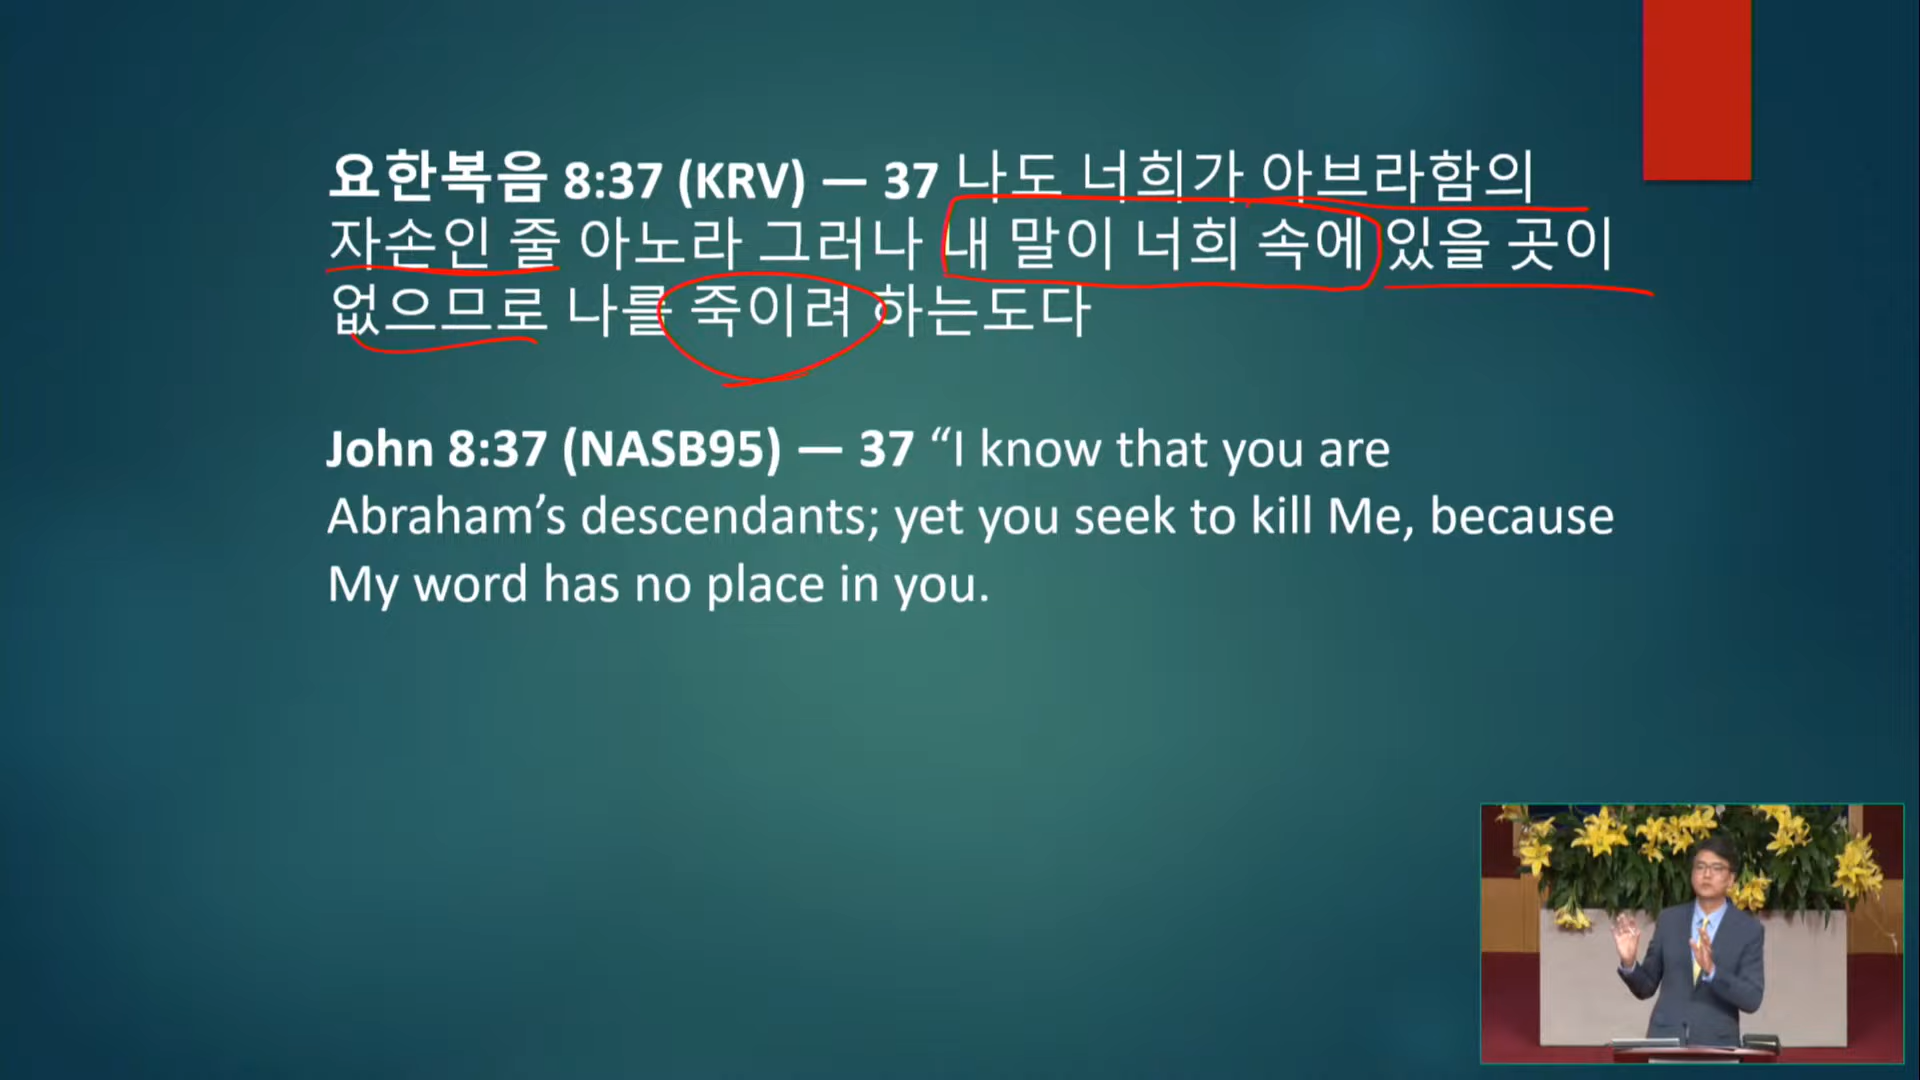 요한복음 8:37 (KRV) — 37 나도 너희가 아브라함의
자손인 줄 아노라 그러나 내 말이 너희 속에 있을 곳이
없으므로 나를 죽이려 하는도다
John 8:37 (NASB95) — 37 “I know that you are
Abraham’s descendants; yet you seek to kill Me, because
My word has no place in you.